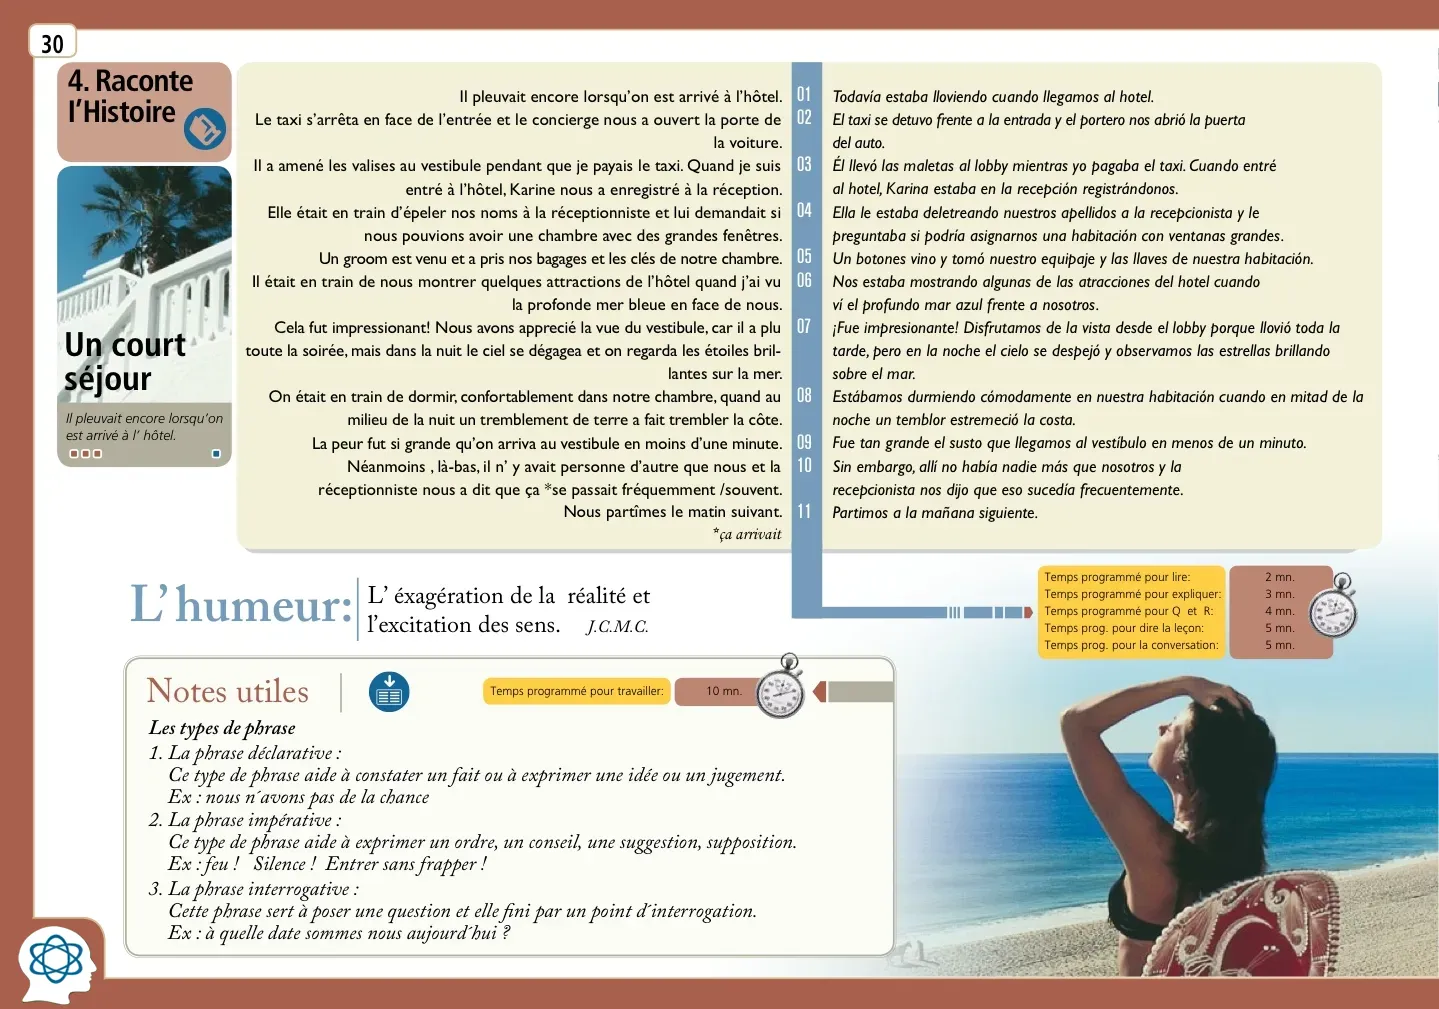 30
4. Raconte
l'Histoire
Un court
séjour
Il pleuvait encore lorsqu'on
est arrivé à l' hôtel.
Il pleuvait encore lorsqu'on est arrivé à l'hôtel.
Le taxi s'arrêta en face de l'entrée et le concierge nous a ouvert la porte de
la voiture.
Il a amené les valises au vestibule pendant que je payais le taxi. Quand je suis
entré à l'hôtel, Karine nous a enregistré à la réception.
Elle était en train d'épeler nos noms à la réceptionniste et lui demandait si
nous pouvions avoir une chambre avec des grandes fenêtres.
Un groom est venu et a pris nos bagages et les clés de notre chambre.
Il était en train de nous montrer quelques attractions de l'hôtel quand j'ai vu
la profonde mer bleue en face de nous.
Cela fut impressionant! Nous avons apprecié la vue du vestibule, car il a plu
toute la soirée, mais dans la nuit le ciel se dégagea et on regarda les étoiles bril-
lantes sur la mer.
On était en train de dormir, confortablement dans notre chambre, quand au
milieu de la nuit un tremblement de terre a fait trembler la côte.
La peur fut si grande qu'on arriva au vestibule en moins d'une minute.
Néanmoins , là-bas, il n' y avait personne d'autre que nous et la
réceptionniste nous a dit que ça *se passait fréquemment /souvent.
Nous partîmes le matin suivant.
*ça arrivait
01
02
03
04
05
06
07
08
09
10
11
Todavía estaba lloviendo cuando llegamos al hotel.
El taxi se detuvo frente a la entrada y el portero nos abrió la puerta
del auto.
Él llevó las maletas al lobby mientras yo pagaba el taxi. Cuando entré
al hotel, Karina estaba en la recepción registrándonos.
Ella le estaba deletreando nuestros apellidos a la recepcionista y le
preguntaba si podría asignarnos una habitación con ventanas grandes.
Un botones vino y tomó nuestro equipaje y las llaves de nuestra habitación.
Nos estaba mostrando algunas de las atracciones del hotel cuando
ví el profundo mar azul frente a nosotros.
¡Fue impresionante! Disfrutamos de la vista desde el lobby porque llovió toda la
tarde, pero en la noche el cielo se despejó y observamos las estrellas brillando
sobre el mar.
Estábamos durmiendo cómodamente en nuestra habitación cuando en mitad de la
noche un temblor estremeció la costa.
Fue tan grande el susto que llegamos al vestíbulo en menos de un minuto.
Sin embargo, allí no había nadie más que nosotros y la
recepcionista nos dijo que eso sucedía frecuentemente.
Partimos a la mañana siguiente.
L' humeur:
L' éxagération de la réalité et
l'excitation des sens. J.C.M.C.
Temps programmé pour lire: 2 mn.
Temps programmé pour expliquer: 3 mn.
Temps programmé pour Q et R: 4 mn.
Temps prog. pour dire la leçon: 5 mn.
Temps prog. pour la conversation: 5 mn.
Notes utiles
Temps programmé pour travailler: 10 mn.
Les types de phrase
1. La phrase déclarative :
Ce type de phrase aide à constater un fait ou à exprimer une idée ou un jugement.
Ex : nous n´avons pas de la chance
2. La phrase impérative :
Ce type de phrase aide à exprimer un ordre, un conseil, une suggestion, supposition.
Ex : feu ! Silence ! Entrer sans frapper !
3. La phrase interrogative :
Cette phrase sert à poser une question et elle fini par un point d´interrogation.
Ex : à quelle date sommes nous aujourd´hui ?